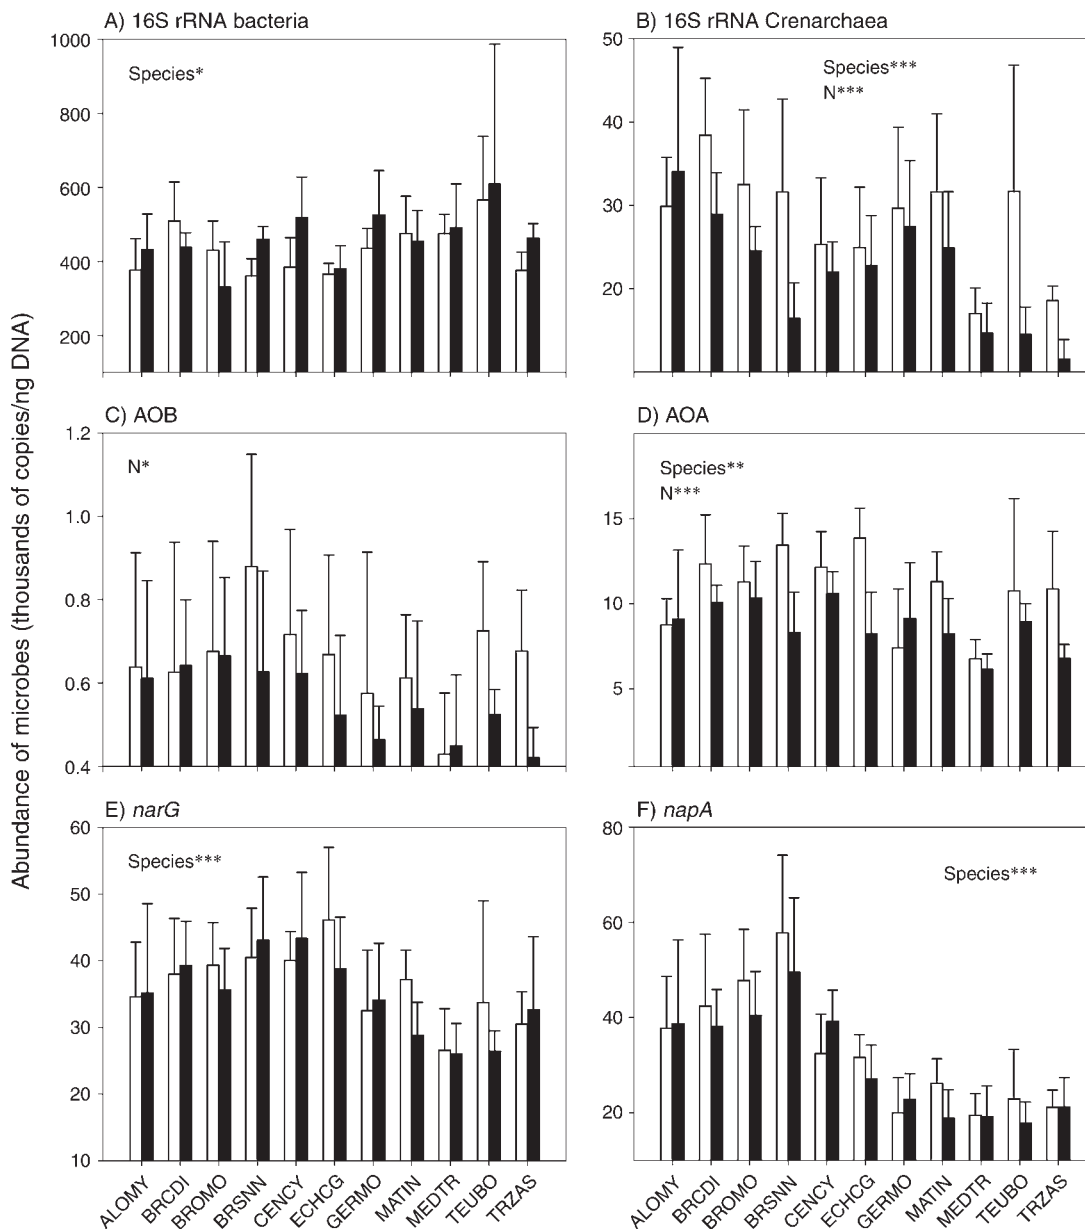 Abundance of microbes (thousands of copies/ng DNA)
A) 16S rRNA bacteria
1000
800
600
400
200
Species*
B) 16S rRNA Crenarchaea
50
40
30
20
Species***
N***
C) AOB
1.2
1.0
0.8
0.6
0.4
N*
D) AOA
15
10
5
Species**
N***
E) narG
60
50
40
30
20
10
Species***
ALOMY
BRCDI
BROMO
BRSNN
CENCY
ECHCG
GERMO
MATIN
MEDTR
TEUBO
TRZAS
F) napA
80
60
40
20
Species***
ALOMY
BRCDI
BROMO
BRSNN
CENCY
ECHCG
GERMO
MATIN
MEDTR
TEUBO
TRZAS